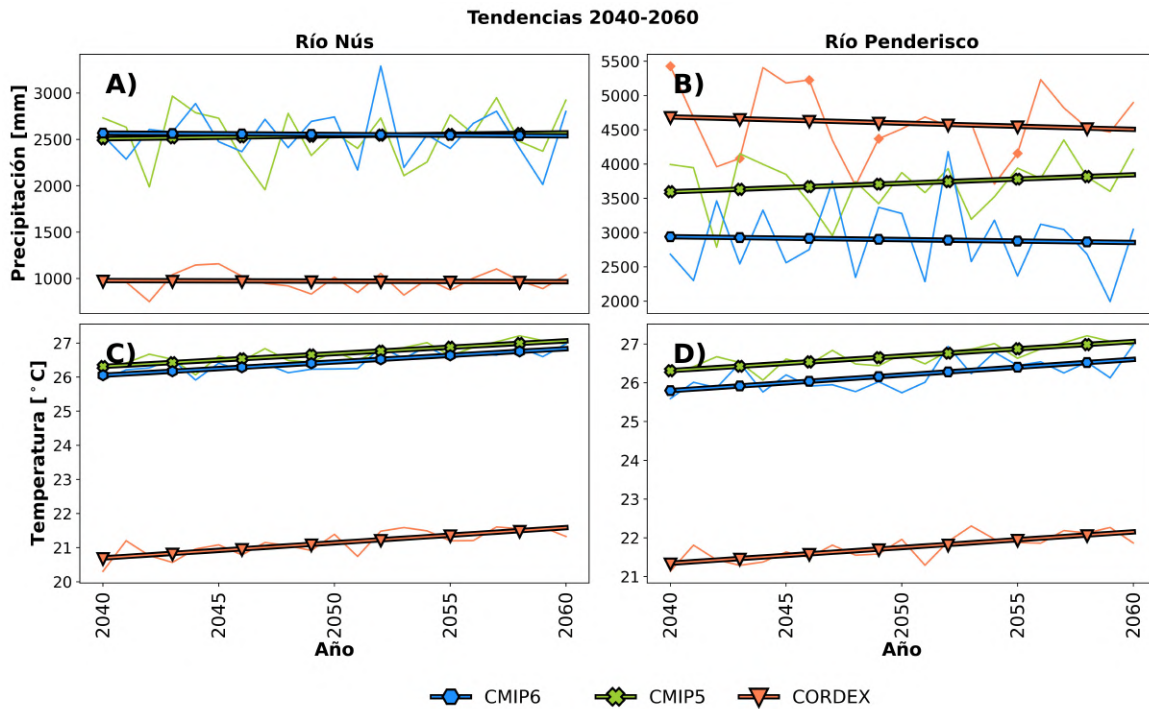 Tendencias 2040-2060
Río Nús
Río Penderisco
A)
B)
Precipitación [mm]
3000
2500
2000
1500
1000
5500
5000
4500
4000
3500
3000
2500
2000
C)
D)
Temperatura [°C]
27
26
25
24
23
22
21
20
27
26
25
24
23
22
21
2040
2045
2050
2055
2060
2040
2045
2050
2055
2060
Año
Año
CMIP6
CMIP5
CORDEX